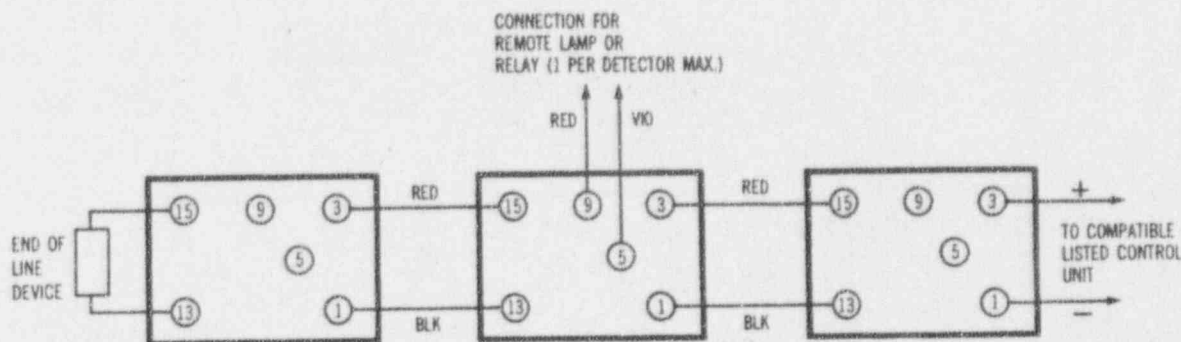 CONNECTION FOR
REMOTE LAMP OR
RELAY (1 PER DETECTOR MAX.)
RED VIO
15 9 3 RED 15 9 3 RED 15 9 3 +
END OF
LINE
DEVICE
5 5 5
TO COMPATIBLE
LISTED CONTROL
UNIT
13 1 BLK 13 1 BLK 13 1 −